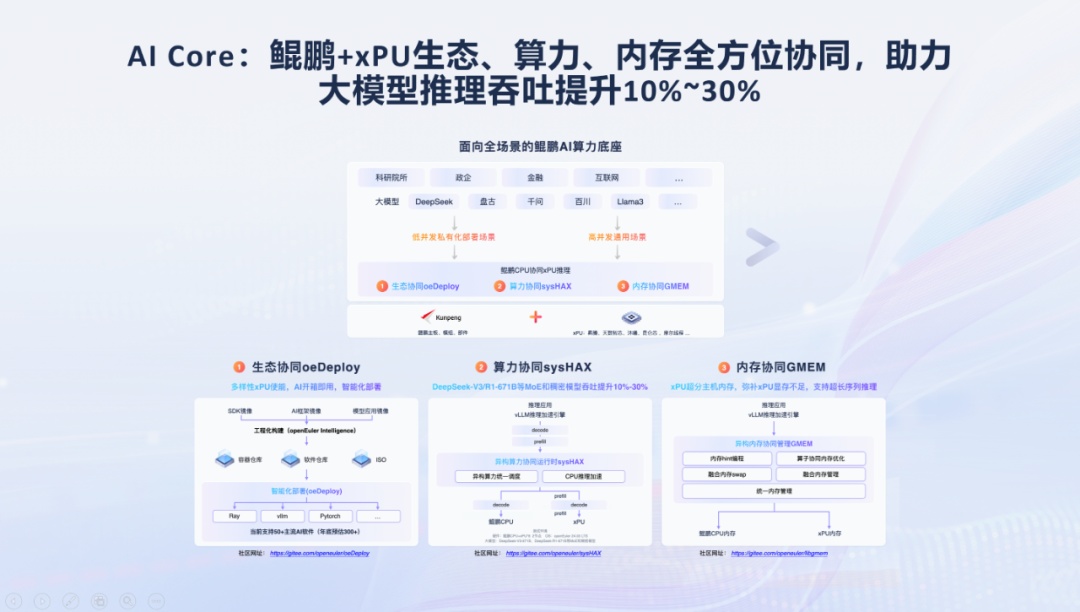 AI Core：鲲鹏+xPU生态、算力、内存全方位协同，助力
大模型推理吞吐提升10%~30%
面向全场景的鲲鹏AI算力底座
科研院所 政企 金融 互联网 ...
大模型 DeepSeek 盘古 千问 百川 Llama3 ...
低并发私有化部署场景 高并发通用场景
鲲鹏CPU协同xPU推理
1 生态协同oeDeploy 2 算力协同sysHAX 3 内存协同GMEM
Kunpeng
鲲鹏主板、模组、部件
1 生态协同oeDeploy
多样性xPU使能，AI开箱即用，智能化部署
SDK镜像 AI框架镜像 模型应用镜像
工程化构建（openEuler Intelligence）
容器仓库 软件仓库 ISO
智能化部署(oeDeploy)
Ray vllm Pytorch ...
当前支持50+主流AI软件（年底预估300+）
社区网址： https://gitee.com/openeuler/oeDeploy
2 算力协同sysHAX
DeepSeek-V3/R1-671B等MoE和稠密模型吞吐提升10%-30%
推理应用
vLLM推理加速引擎
decode
prefill
异构算力协同运行时sysHAX
异构算力统一调度 CPU推理加速
prefill
decode decode
prefill
鲲鹏CPU xPU
社区网址： https://gitee.com/openeuler/sysHAX
3 内存协同GMEM
xPU超分主机内存，弥补xPU显存不足，支持超长序列推理
推理应用
vLLM推理加速引擎
异构内存协同管理GMEM
内存hint编程 算子协同内存优化
融合内存swap 融合内存管理
统一内存管理
鲲鹏CPU内存 xPU内存
社区网址： https://gitee.com/openeuler/libgmem